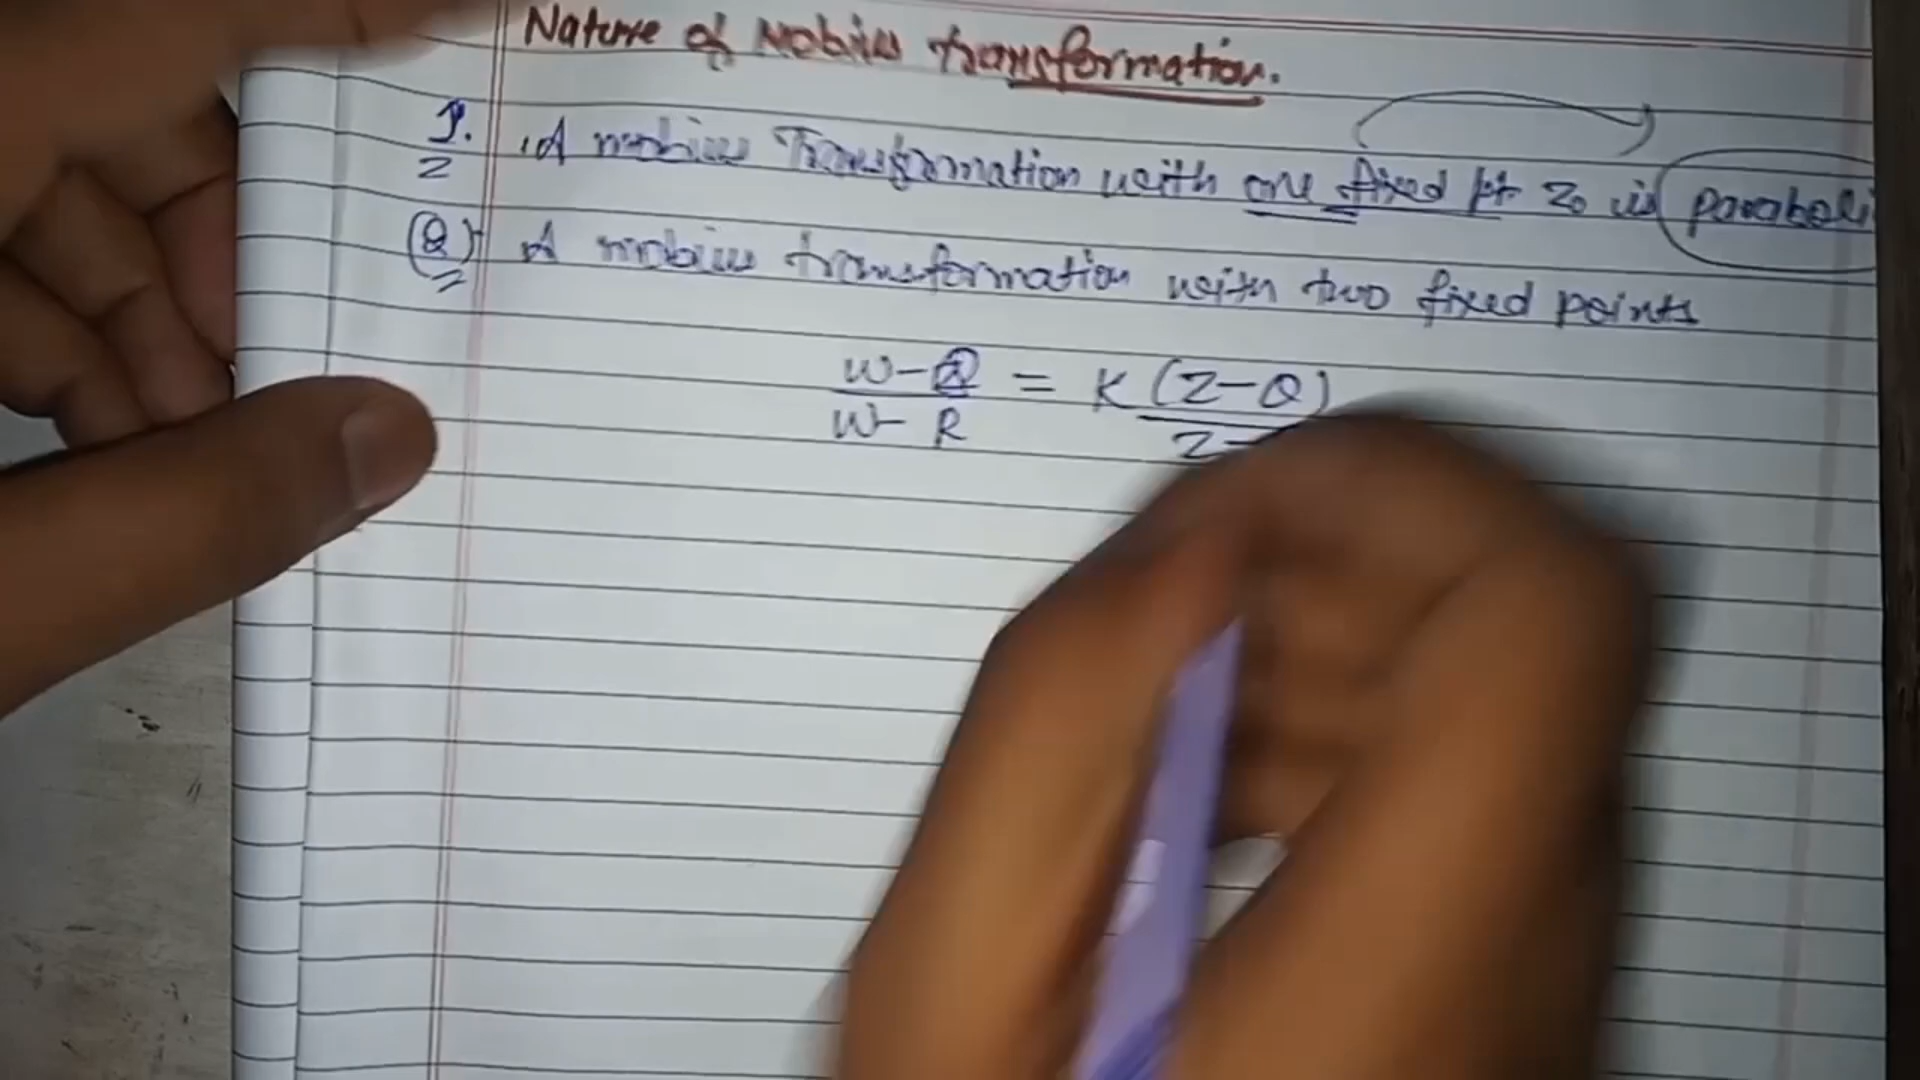 Nature of Mobius transformation.
1. A mobius Transformation with one fixed pt Z₀ is paraboli
(2) A mobius transformation with two fixed points
W-Q / W-R = K (Z-Q) / Z-